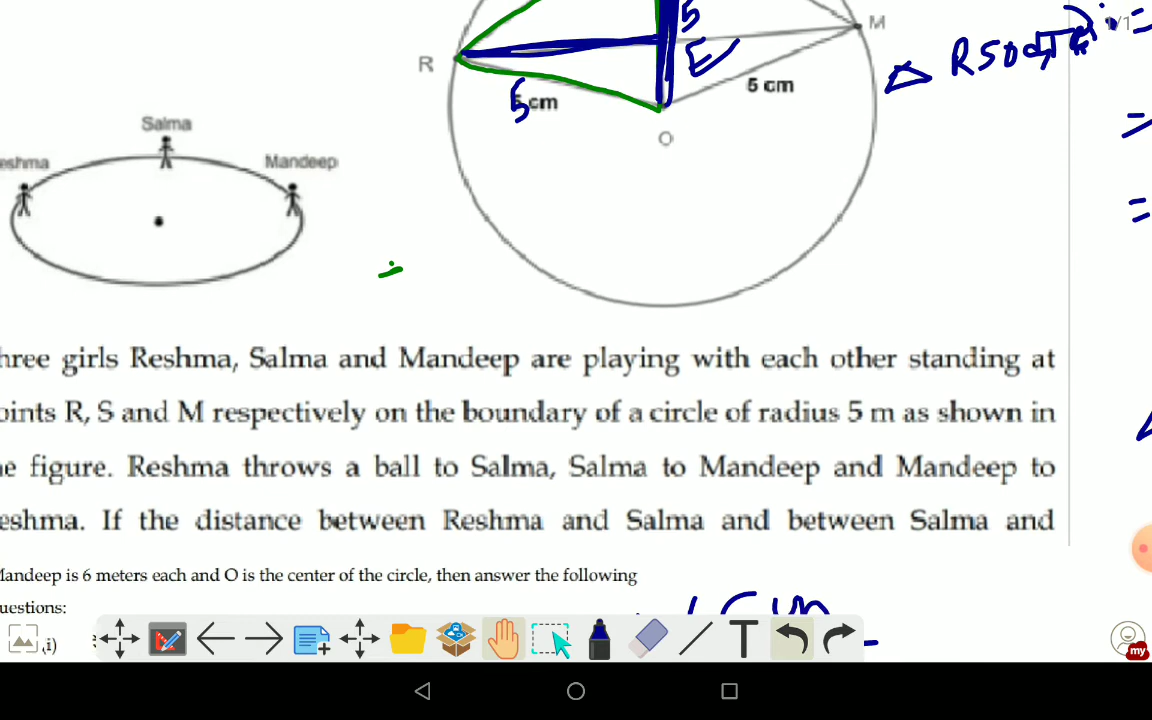 5
M
= 1/1
R
E
△ RSO
5 cm
5 cm
=
O
Salma
eshma
Mandeep
=
hree girls Reshma, Salma and Mandeep are playing with each other standing at
oints R, S and M respectively on the boundary of a circle of radius 5 m as shown in
e figure. Reshma throws a ball to Salma, Salma to Mandeep and Mandeep to
eshma. If the distance between Reshma and Salma and between Salma and
Mandeep is 6 meters each and O is the center of the circle, then answer the following
uestions:
i)
T
my